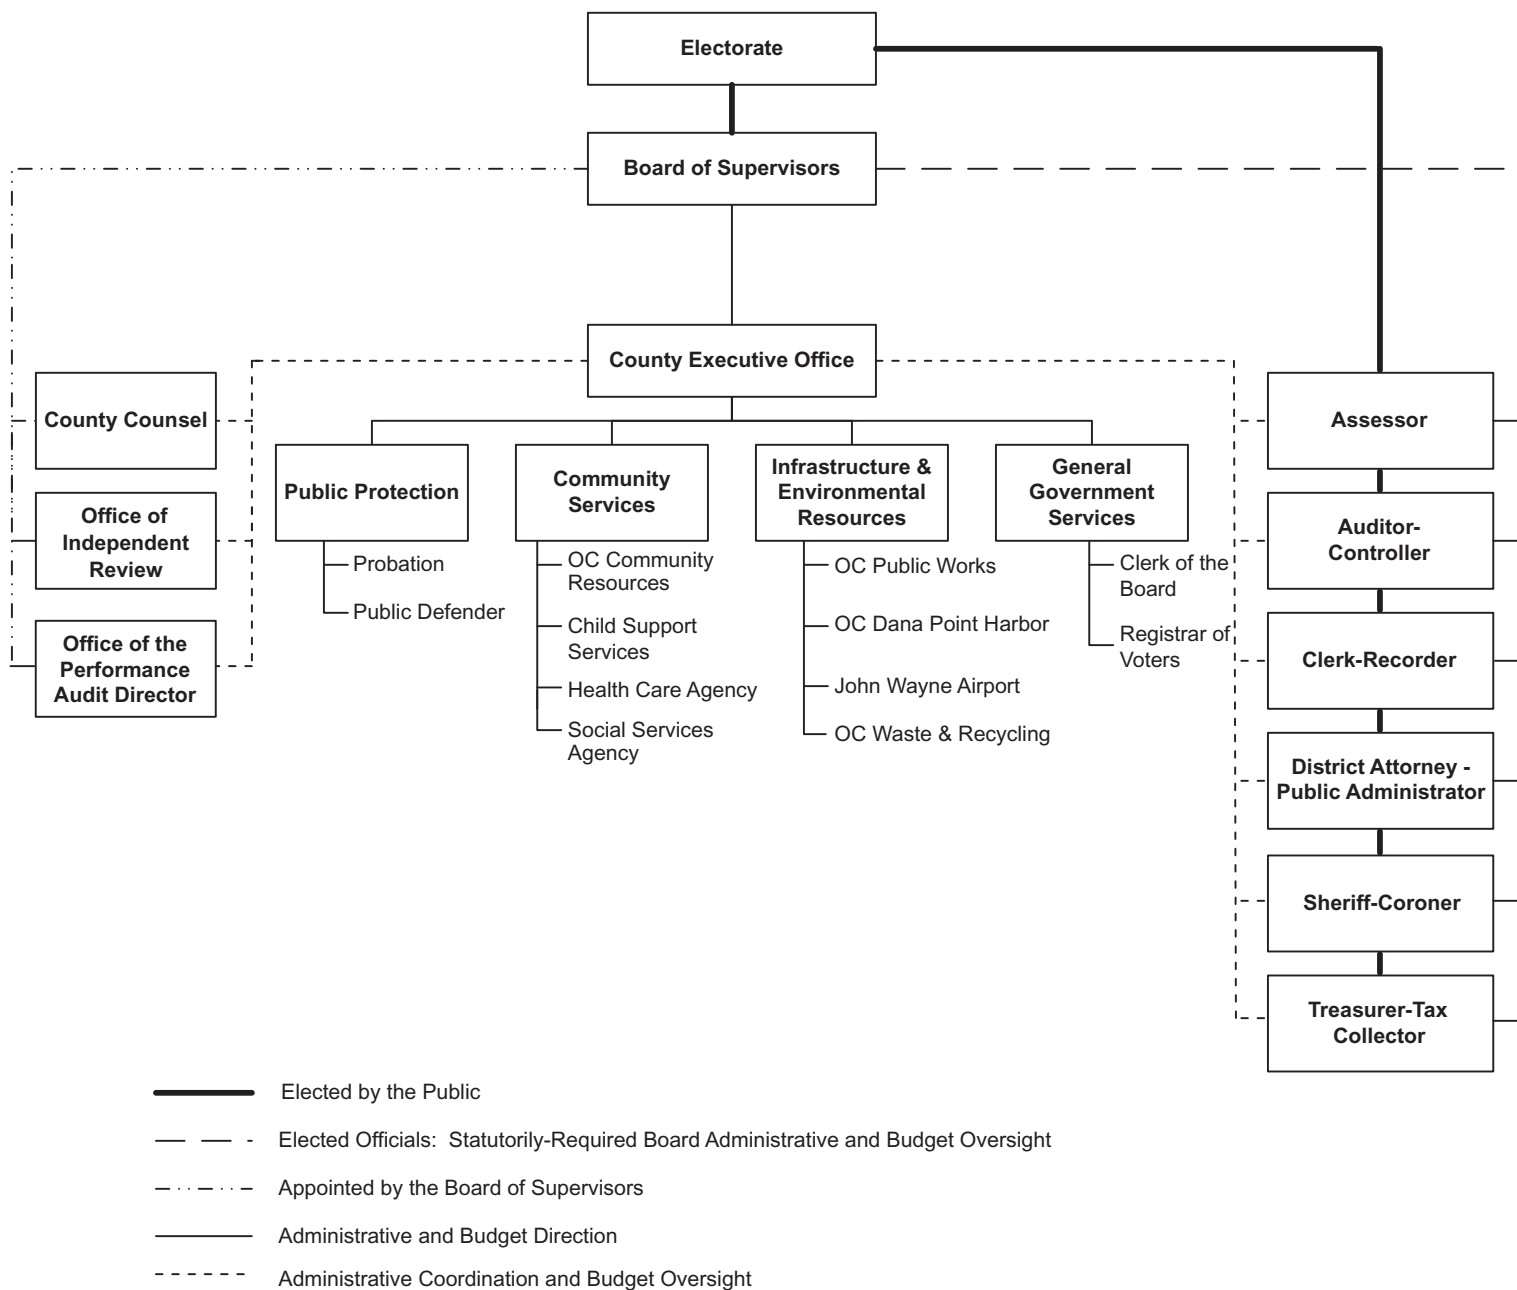 Electorate
Board of Supervisors
County Executive Office
County Counsel
Office of
Independent
Review
Office of the
Performance
Audit Director
Public Protection
Probation
Public Defender
Community
Services
OC Community
Resources
Child Support
Services
Health Care Agency
Social Services
Agency
Infrastructure &
Environmental
Resources
OC Public Works
OC Dana Point Harbor
John Wayne Airport
OC Waste & Recycling
General
Government
Services
Clerk of the
Board
Registrar of
Voters
Assessor
Auditor-
Controller
Clerk-Recorder
District Attorney -
Public Administrator
Sheriff-Coroner
Treasurer-Tax
Collector
Elected by the Public
Elected Officials:  Statutorily-Required Board Administrative and Budget Oversight
Appointed by the Board of Supervisors
Administrative and Budget Direction
Administrative Coordination and Budget Oversight